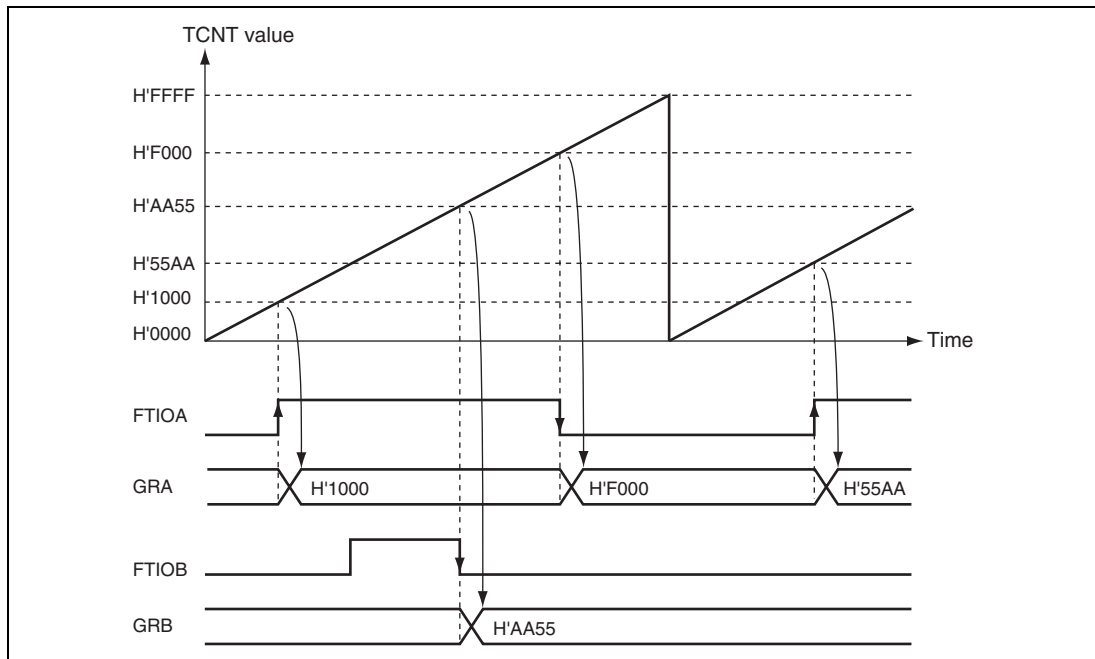 TCNT value
H'FFFF
H'F000
H'AA55
H'55AA
H'1000
H'0000
Time
FTIOA
GRA
H'1000
H'F000
H'55AA
FTIOB
GRB
H'AA55